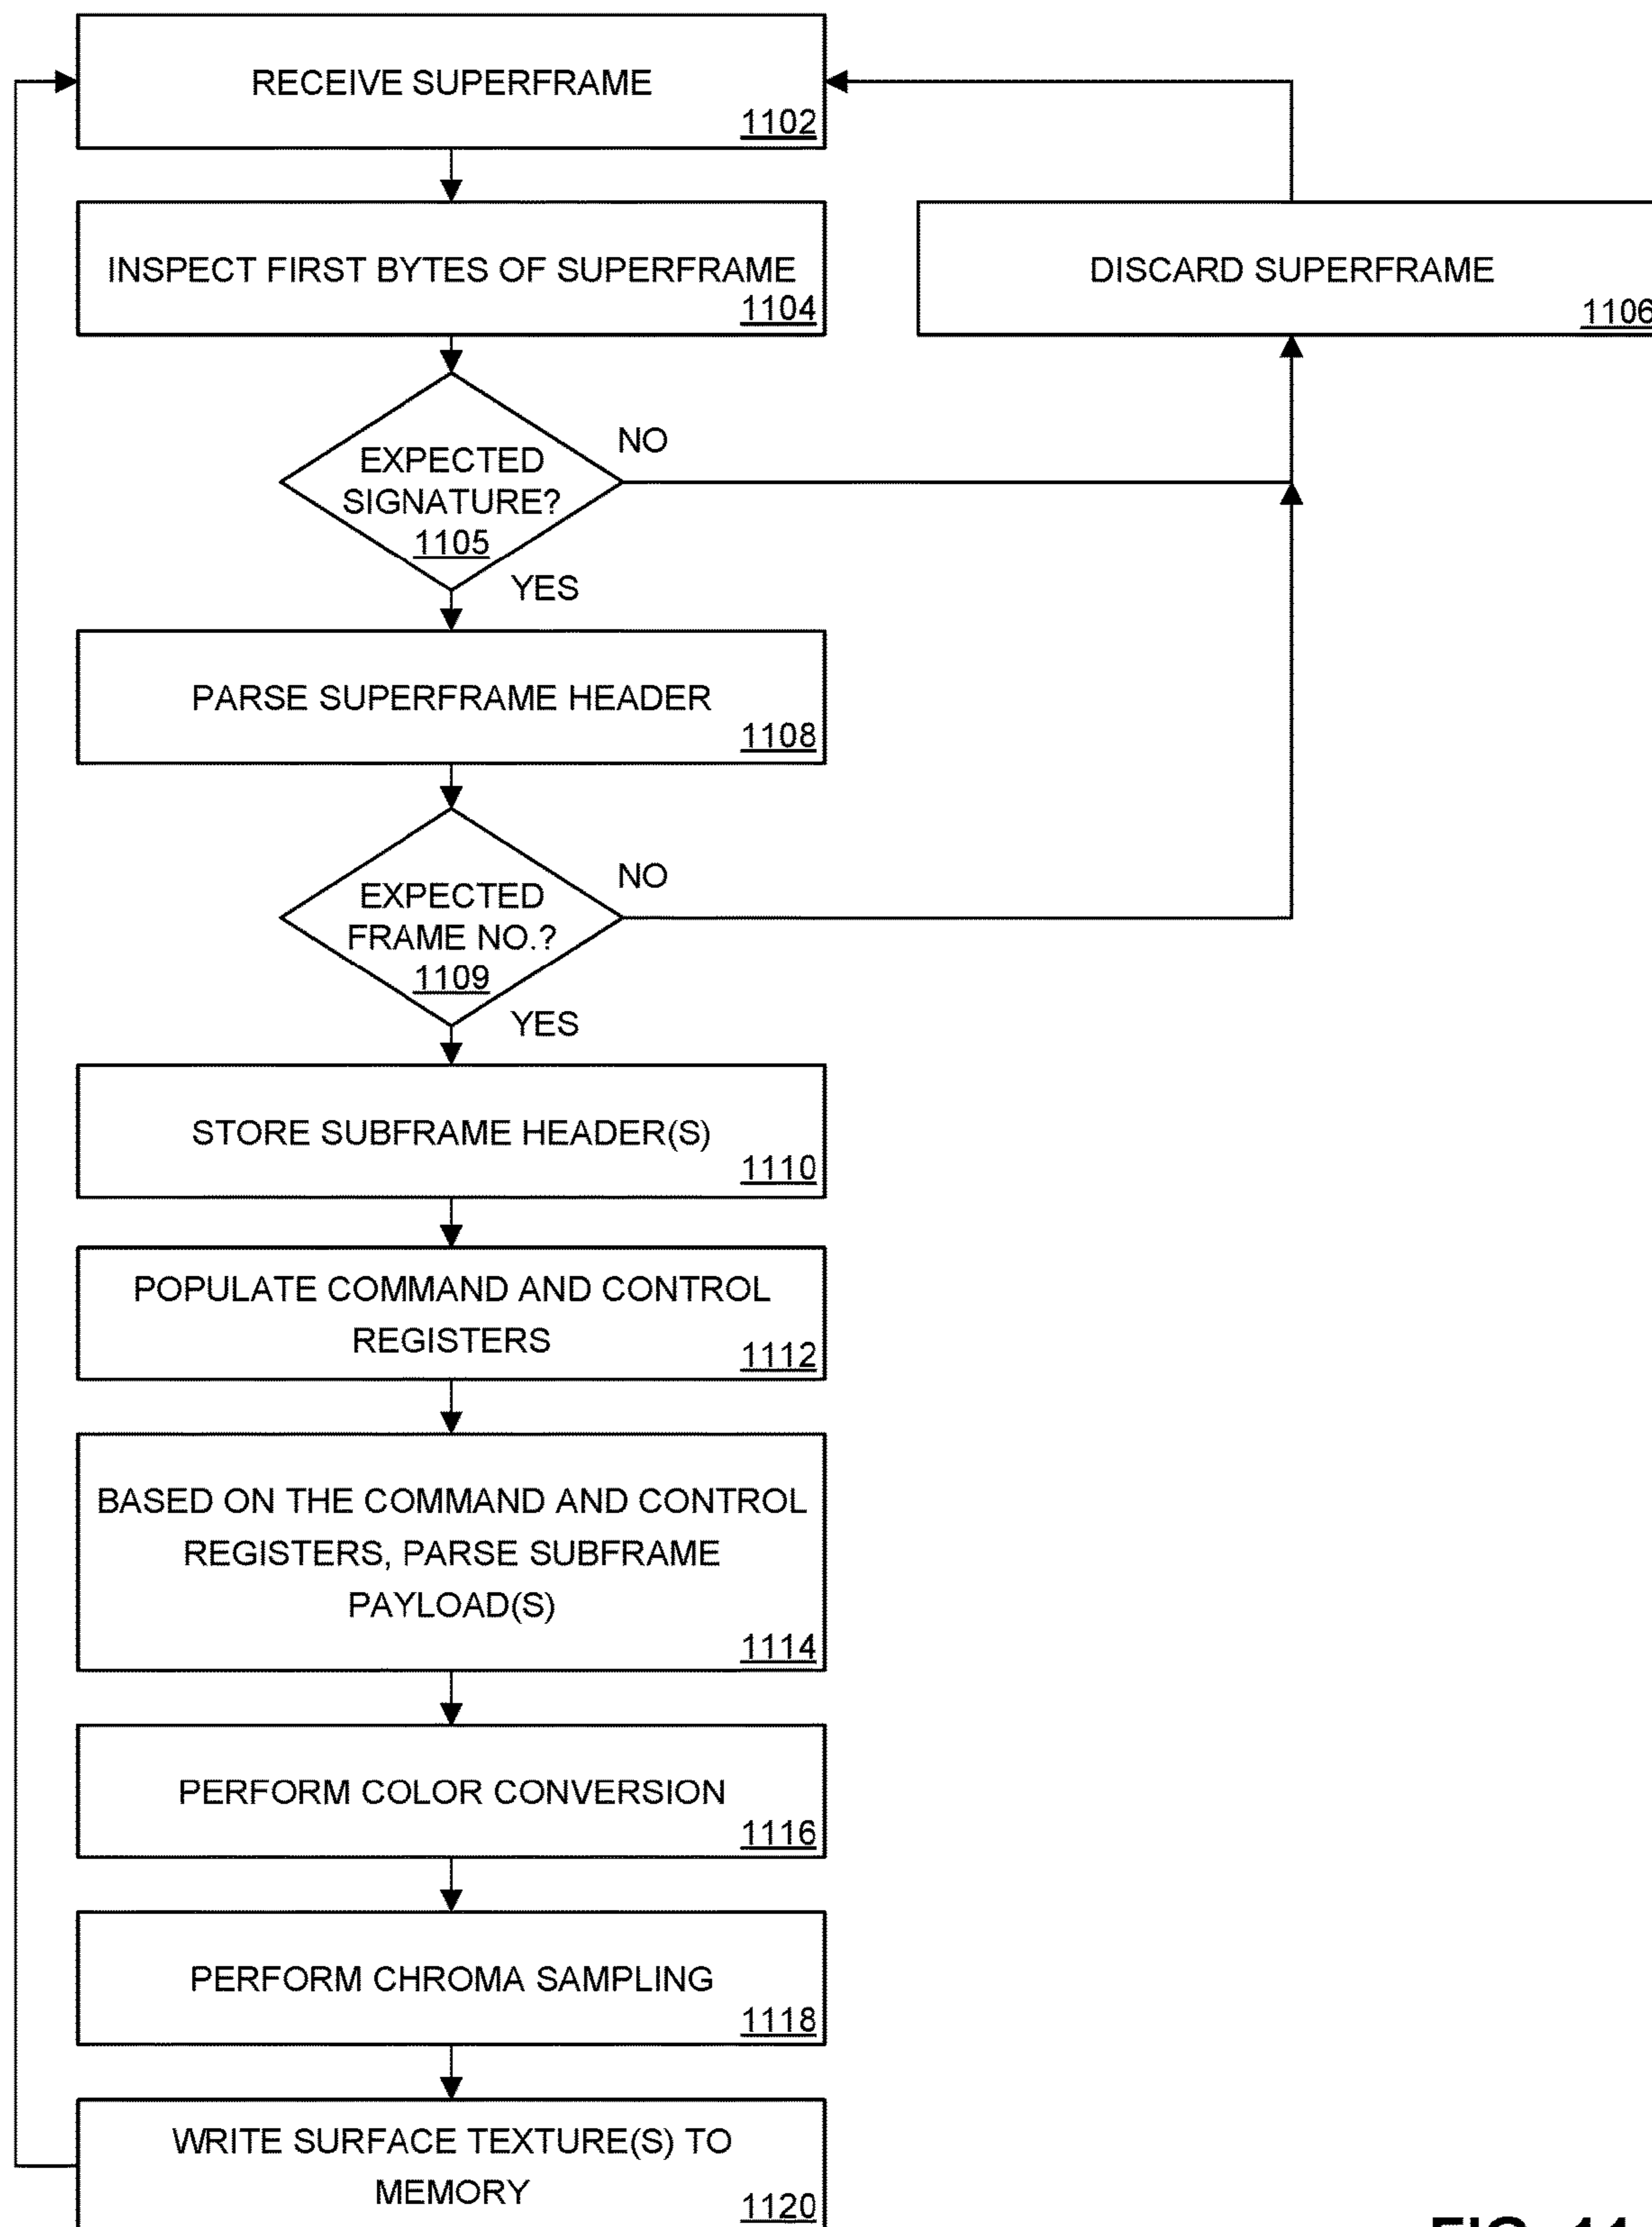 RECEIVE SUPERFRAME
1102
INSPECT FIRST BYTES OF SUPERFRAME
1104
DISCARD SUPERFRAME
1106
EXPECTED
SIGNATURE?
1105
NO
YES
PARSE SUPERFRAME HEADER
1108
EXPECTED
FRAME NO.?
1109
NO
YES
STORE SUBFRAME HEADER(S)
1110
POPULATE COMMAND AND CONTROL
REGISTERS
1112
BASED ON THE COMMAND AND CONTROL
REGISTERS, PARSE SUBFRAME
PAYLOAD(S)
1114
PERFORM COLOR CONVERSION
1116
PERFORM CHROMA SAMPLING
1118
WRITE SURFACE TEXTURE(S) TO
MEMORY
1120
FIG. 11